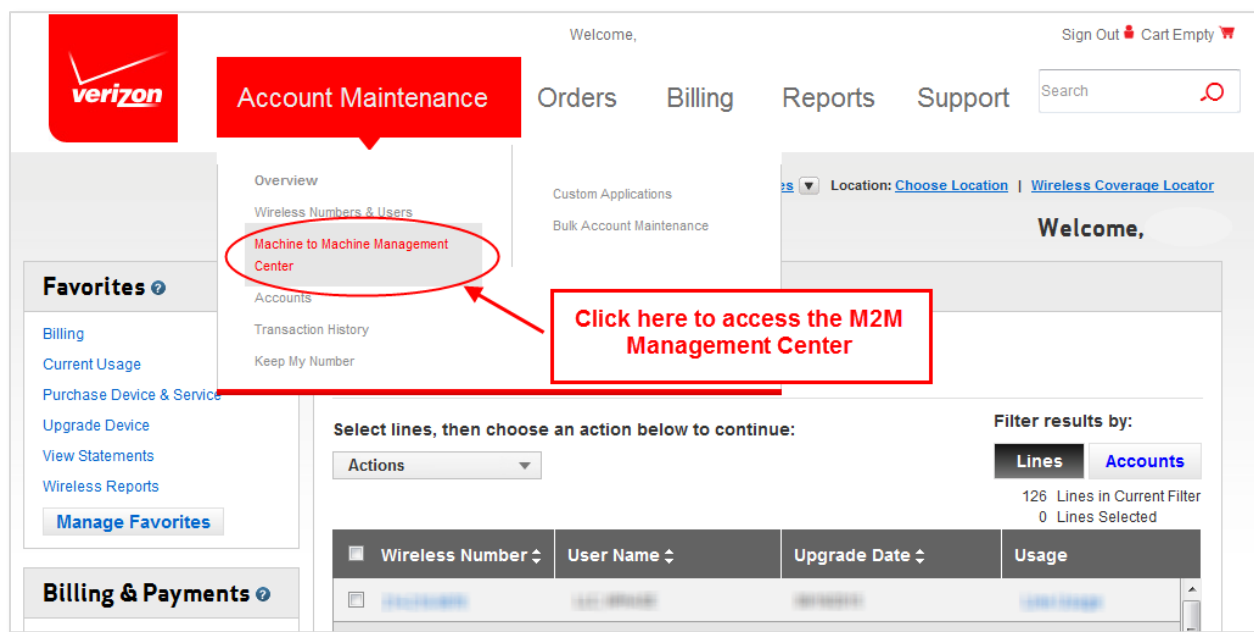 Welcome,
Sign Out Cart Empty
verizon
Account Maintenance
Orders
Billing
Reports
Support
Search
Overview
Wireless Numbers & Users
Machine to Machine Management
Center
Accounts
Transaction History
Keep My Number
Custom Applications
Bulk Account Maintenance
Location: Choose Location | Wireless Coverage Locator
Welcome,
Click here to access the M2M
Management Center
Favorites
Billing
Current Usage
Purchase Device & Service
Upgrade Device
View Statements
Wireless Reports
Manage Favorites
Billing & Payments
Select lines, then choose an action below to continue:
Actions
Filter results by:
Lines
Accounts
126 Lines in Current Filter
0 Lines Selected
Wireless Number
User Name
Upgrade Date
Usage